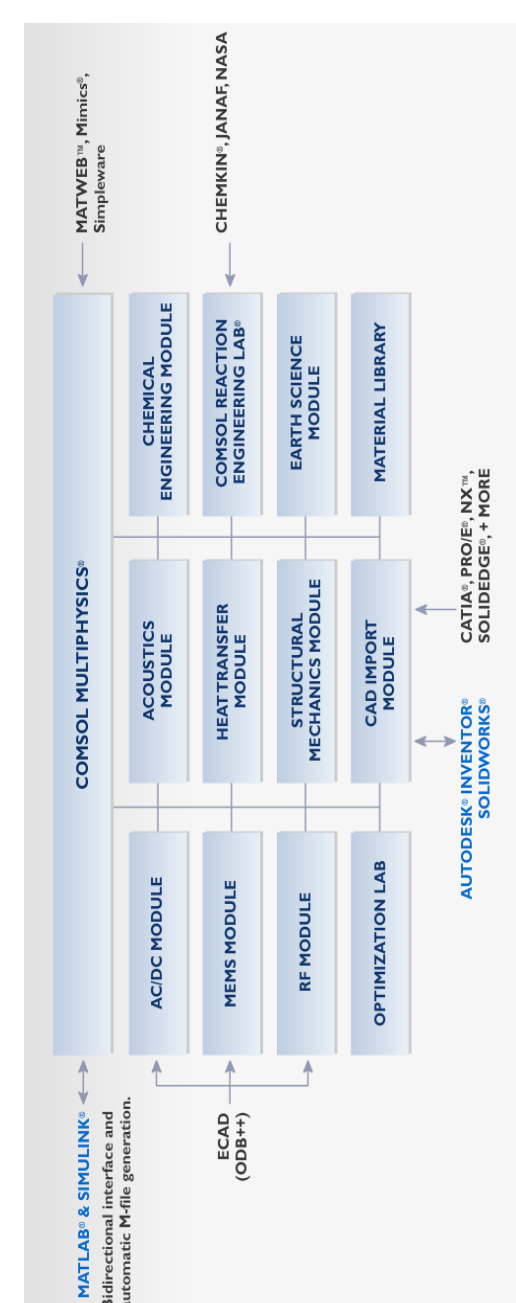 MATLAB® & SIMULINK®
Bidirectional interface and
automatic M-file generation.
COMSOL MULTIPHYSICS®
MATWEB™, Mimics®,
Simpleware
AC/DC MODULE
ACOUSTICS
MODULE
CHEMICAL
ENGINEERING MODULE
ECAD
(ODB++)
MEMS MODULE
HEAT TRANSFER
MODULE
COMSOL REACTION
ENGINEERING LAB®
CHEMKIN®, JANAF, NASA
RF MODULE
STRUCTURAL
MECHANICS MODULE
EARTH SCIENCE
MODULE
OPTIMIZATION LAB
CAD IMPORT
MODULE
MATERIAL LIBRARY
AUTODESK® INVENTOR®
SOLIDWORKS®
CATIA®, PRO/E®, NX™,
SOLIDEDGE®, + MORE